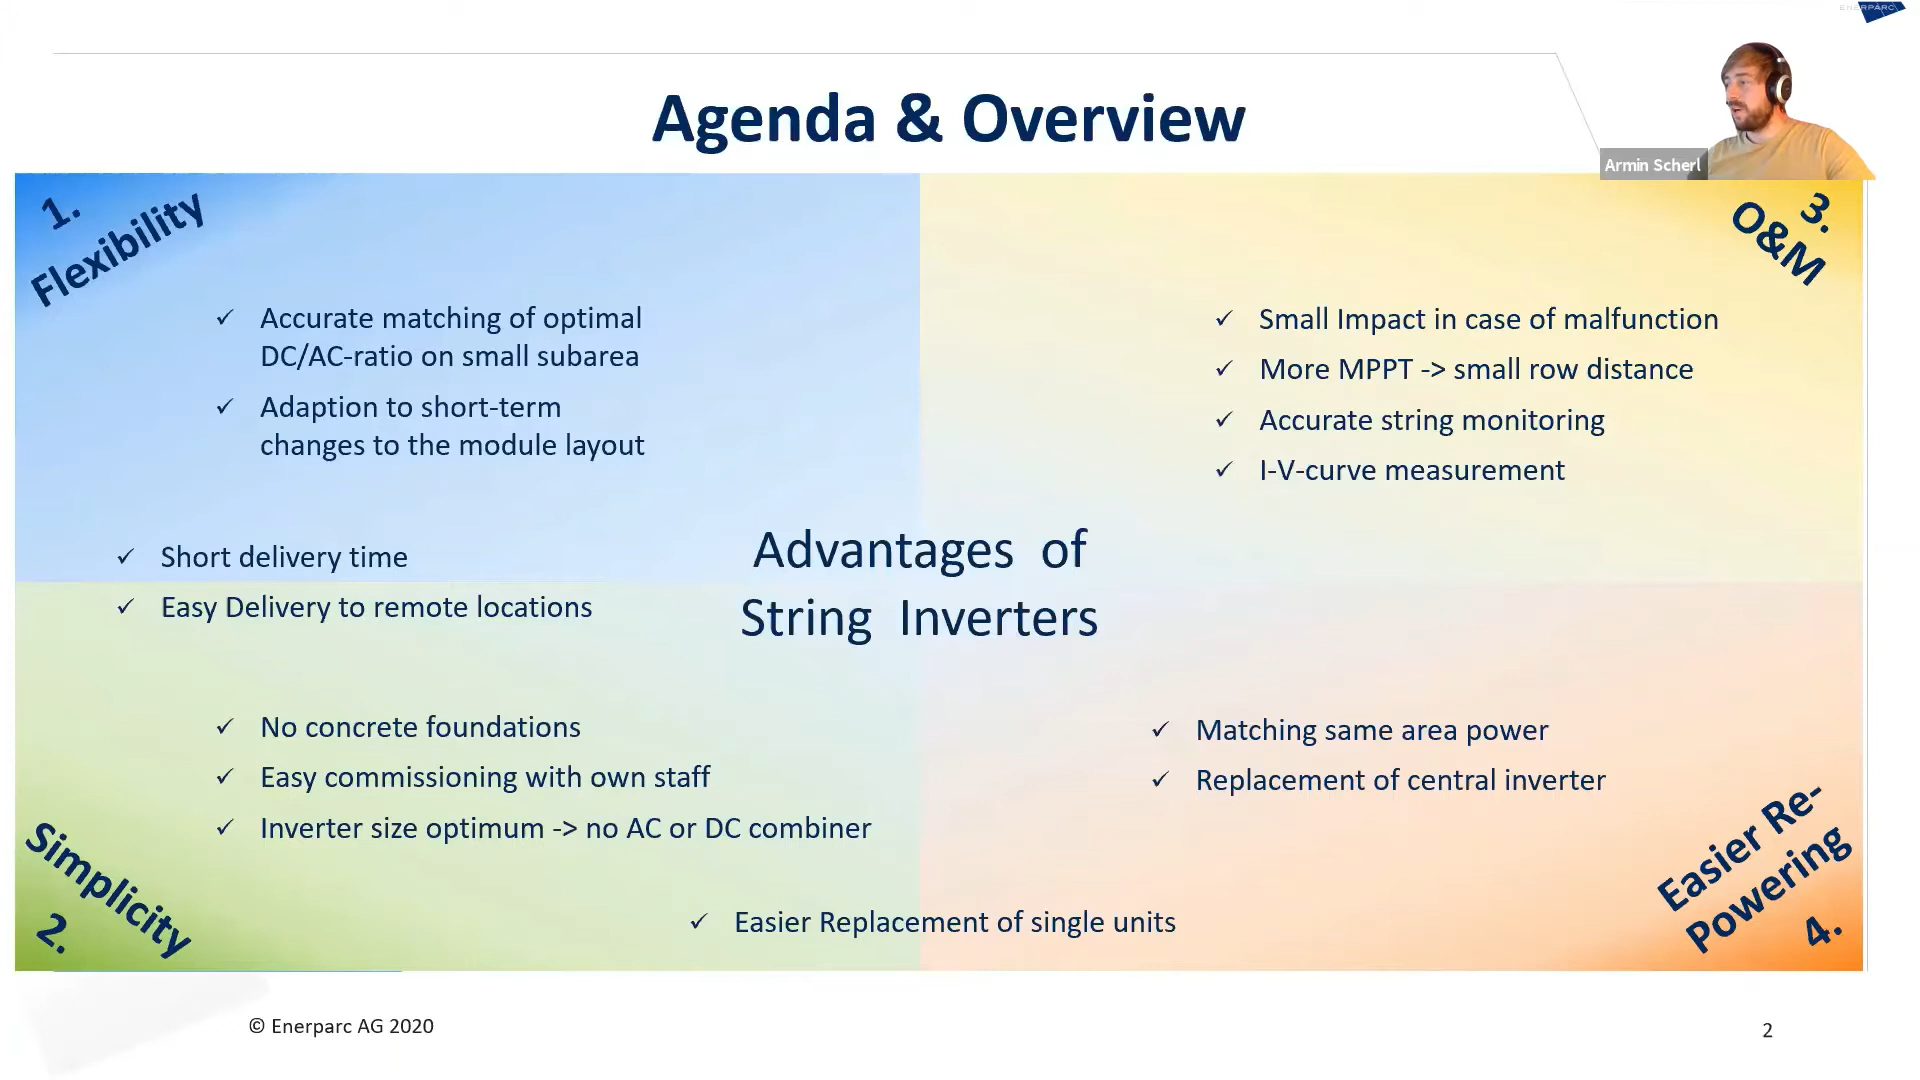 ENERPARC
Agenda & Overview
Armin Scherl
1.
Flexibility
✓ Accurate matching of optimal
DC/AC-ratio on small subarea
✓ Adaption to short-term
changes to the module layout
3.
O&M
✓ Small Impact in case of malfunction
✓ More MPPT -> small row distance
✓ Accurate string monitoring
✓ I-V-curve measurement
✓ Short delivery time
✓ Easy Delivery to remote locations
Advantages of
String Inverters
✓ No concrete foundations
✓ Easy commissioning with own staff
✓ Inverter size optimum -> no AC or DC combiner
Simplicity
2.
✓ Matching same area power
✓ Replacement of central inverter
Easier Re-
Powering
4.
✓ Easier Replacement of single units
© Enerparc AG 2020
2